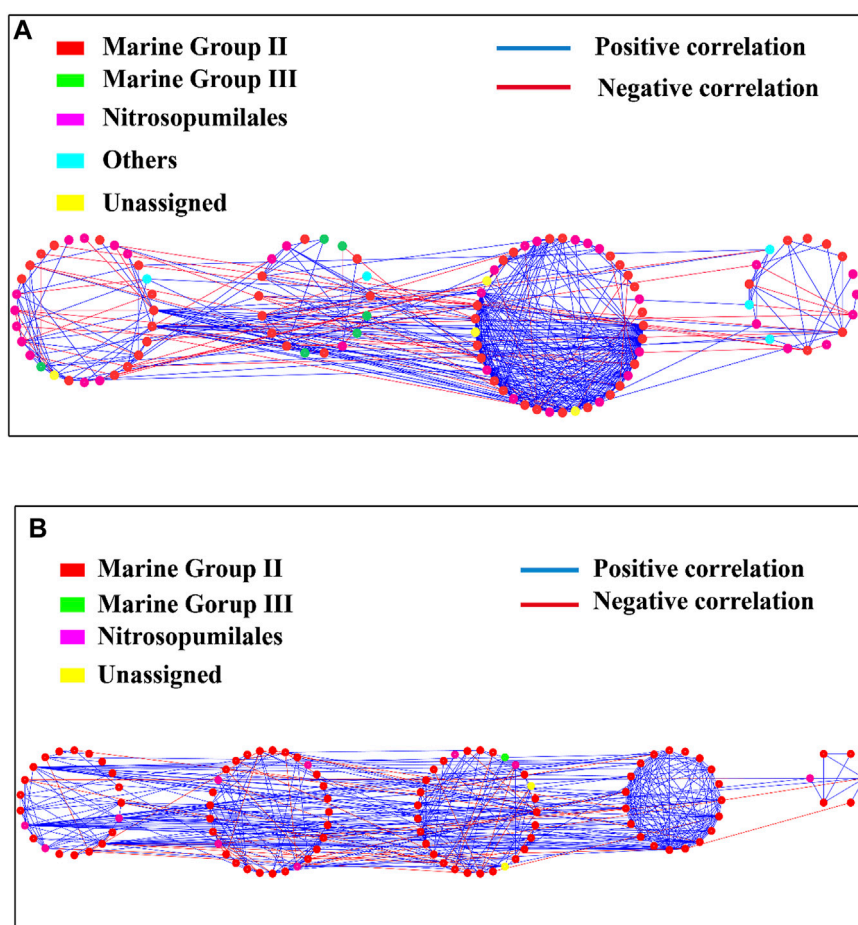 A
Marine Group II
Marine Group III
Nitrosopumilales
Others
Unassigned
Positive correlation
Negative correlation
B
Marine Group II
Marine Gorup III
Nitrosopumilales
Unassigned
Positive correlation
Negative correlation